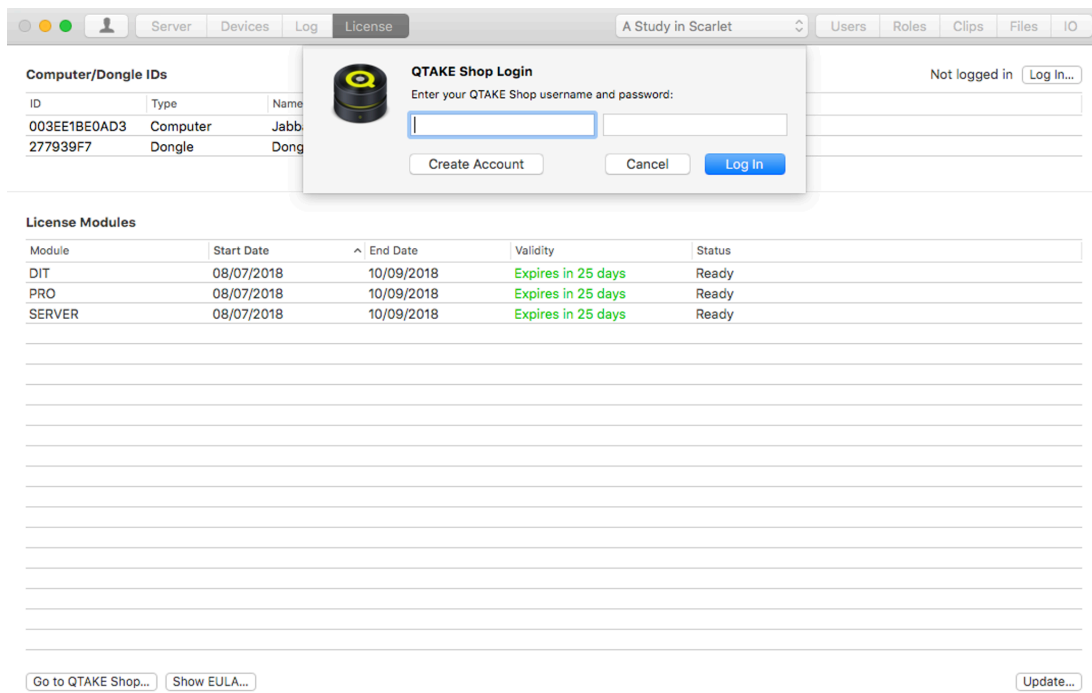 Server Devices Log License A Study in Scarlet Users Roles Clips Files IO
QTAKE Shop Login
Enter your QTAKE Shop username and password:
Create Account Cancel Log In
Computer/Dongle IDs Not logged in Log In...
ID Type Name
003EE1BE0AD3 Computer Jabb
277939F7 Dongle Dong
License Modules
Module Start Date End Date Validity Status
DIT 08/07/2018 10/09/2018 Expires in 25 days Ready
PRO 08/07/2018 10/09/2018 Expires in 25 days Ready
SERVER 08/07/2018 10/09/2018 Expires in 25 days Ready
Go to QTAKE Shop... Show EULA... Update...